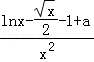 lnx-√x/2-1+a
x²